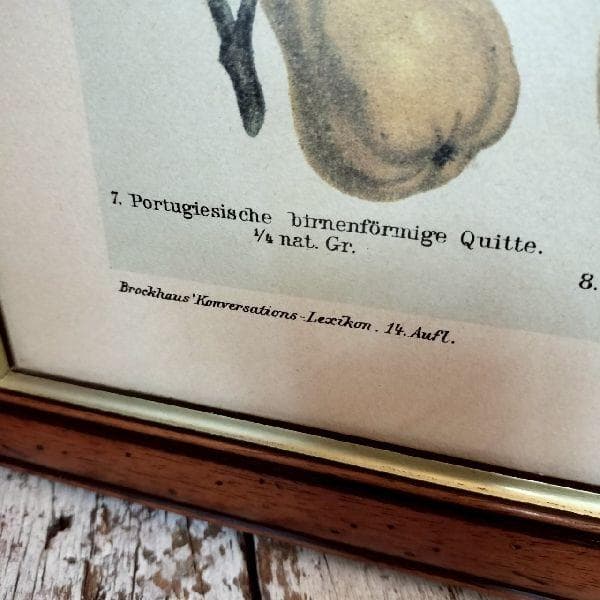 7. Portugiesische birnenförmige Quitte.
¼ nat. Gr.
8.
Brockhaus' Konversations-Lexikon. 14. Aufl.